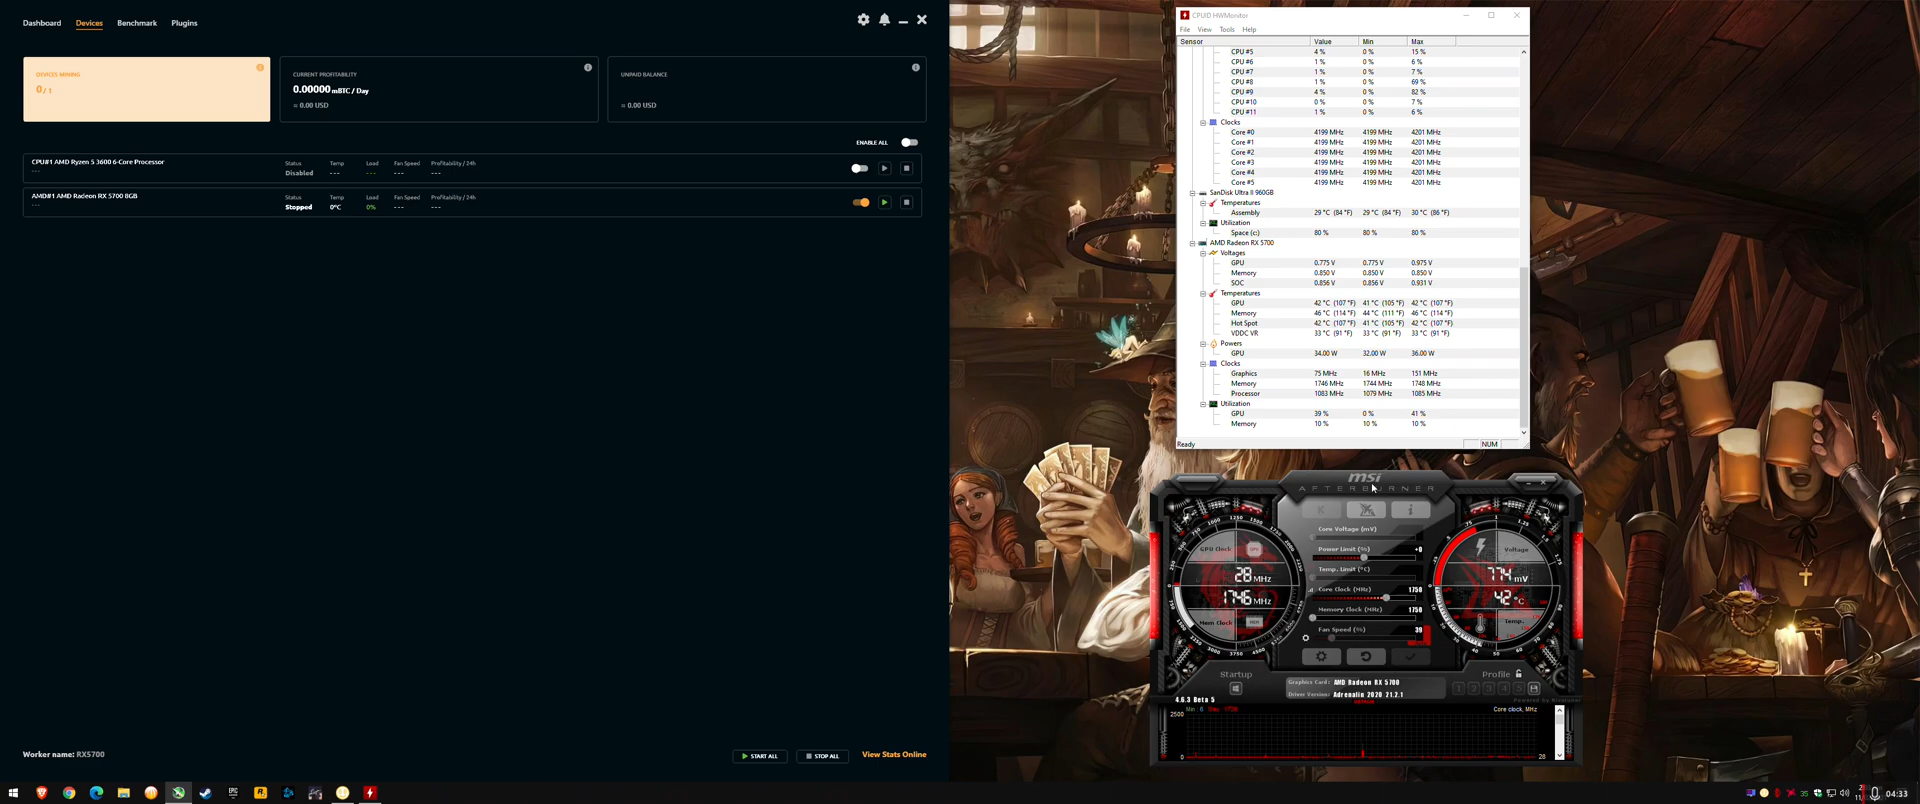 Dashboard Devices Benchmark Plugins
DEVICES MINING
0 / 1
CURRENT PROFITABILITY
0.00000 mBTC / Day
≈ 0.00 USD
UNPAID BALANCE
≈ 0.00 USD
ENABLE ALL
CPU#1 AMD Ryzen 5 3600 6-Core Processor
---
Status Temp Load Fan Speed Profitability / 24h
Disabled --- --- --- ---
AMD#1 AMD Radeon RX 5700 8GB
---
Status Temp Load Fan Speed Profitability / 24h
Stopped 0°C 0% --- ---
Worker name: RX5700
START ALL
STOP ALL
View Stats Online
CPUID HWMonitor
File View Tools Help
Sensor Value Min Max
CPU #5 4 % 0 % 15 %
CPU #6 1 % 0 % 6 %
CPU #7 1 % 0 % 7 %
CPU #8 1 % 0 % 69 %
CPU #9 4 % 0 % 82 %
CPU #10 0 % 0 % 7 %
CPU #11 1 % 0 % 6 %
Clocks
Core #0 4199 MHz 4199 MHz 4201 MHz
Core #1 4199 MHz 4199 MHz 4201 MHz
Core #2 4199 MHz 4199 MHz 4201 MHz
Core #3 4199 MHz 4199 MHz 4201 MHz
Core #4 4199 MHz 4199 MHz 4201 MHz
Core #5 4199 MHz 4199 MHz 4201 MHz
SanDisk Ultra II 960GB
Temperatures
Assembly 29 °C (84 °F) 29 °C (84 °F) 30 °C (86 °F)
Utilization
Space (c:) 80 % 80 % 80 %
AMD Radeon RX 5700
Voltages
GPU 0.775 V 0.775 V 0.975 V
Memory 0.850 V 0.850 V 0.850 V
SOC 0.856 V 0.856 V 0.931 V
Temperatures
GPU 42 °C (107 °F) 41 °C (105 °F) 42 °C (107 °F)
Memory 46 °C (114 °F) 44 °C (111 °F) 46 °C (114 °F)
Hot Spot 42 °C (107 °F) 41 °C (105 °F) 42 °C (107 °F)
VDDC VR 33 °C (91 °F) 33 °C (91 °F) 33 °C (91 °F)
Powers
GPU 34.00 W 32.00 W 36.00 W
Clocks
Graphics 75 MHz 16 MHz 151 MHz
Memory 1746 MHz 1744 MHz 1748 MHz
Processor 1083 MHz 1079 MHz 1085 MHz
Utilization
GPU 39 % 0 % 41 %
Memory 10 % 10 % 10 %
Ready NUM
msi
AFTERBURNER
K i
Core Voltage (mV)
Power Limit (%) +0
Temp. Limit (°C)
Core Clock (MHz) 1750
Memory Clock (MHz) 1750
Fan Speed (%) 39
GPU Clock
28 MHz
1746 MHz
Mem Clock
Voltage
774 mV
42 °C
Temp.
Startup
Profile
1 2 3 4 5
Graphics Card: AMD Radeon RX 5700
Driver Version: Adrenalin 2020 21.2.1
4.6.3 Beta 5
2500
Core clock, MHz
0
28
EPIC
35
04:33